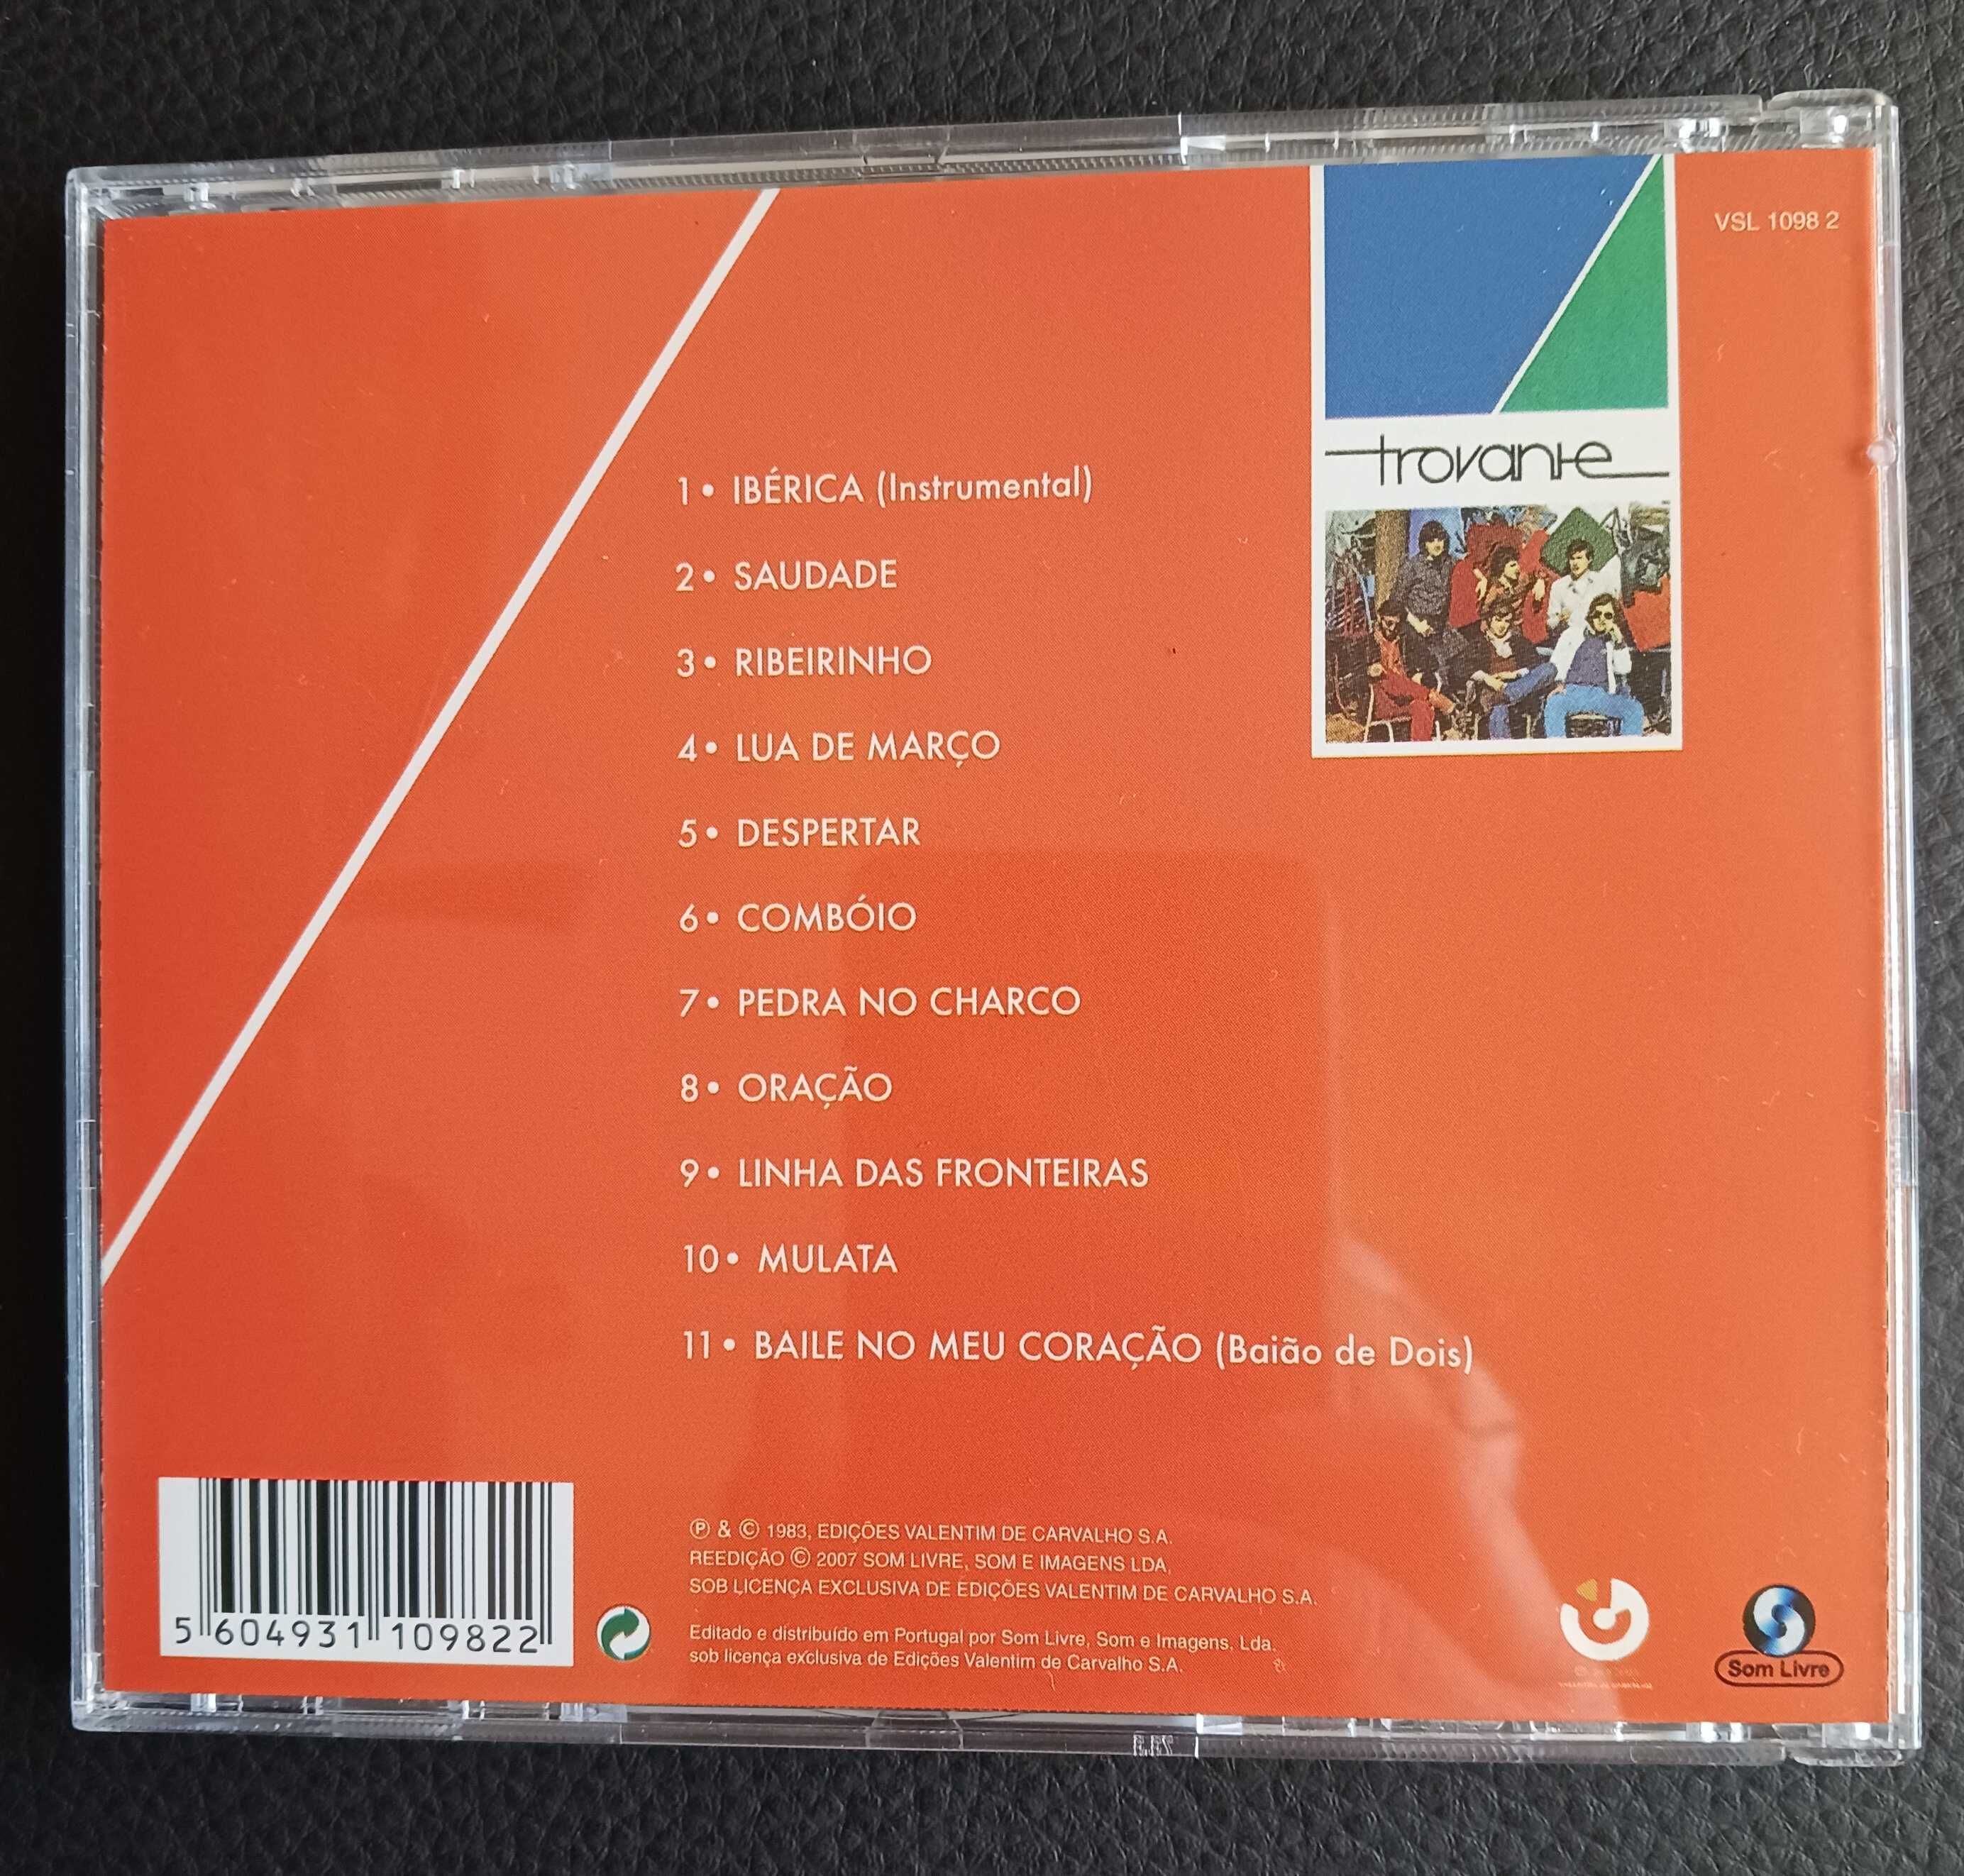 VSL 1098 2
trovante
1• IBÉRICA (Instrumental)
2• SAUDADE
3• RIBEIRINHO
4• LUA DE MARÇO
5• DESPERTAR
6• COMBÓIO
7• PEDRA NO CHARCO
8• ORAÇÃO
9• LINHA DAS FRONTEIRAS
10• MULATA
11• BAILE NO MEU CORAÇÃO (Baião de Dois)
℗ & © 1983, EDIÇÕES VALENTIM DE CARVALHO S.A.
REEDIÇÃO © 2007 SOM LIVRE, SOM E IMAGENS LDA,
SOB LICENÇA EXCLUSIVA DE EDIÇÕES VALENTIM DE CARVALHO S.A.
Editado e distribuído em Portugal por Som Livre, Som e Imagens, Lda.
sob licença exclusiva de Edições Valentim de Carvalho S.A.
5 604931 109822
Som Livre